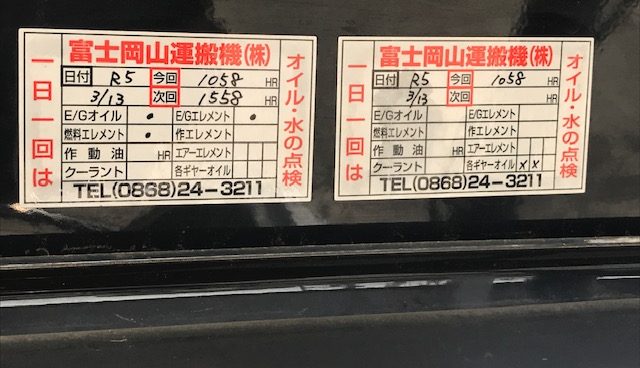 一日一回は
富士岡山運搬機(株)
日付 R5 今回 1058 HR
3/13 次回 1558 HR
E/Gオイル ・ E/Gエレメント ・
燃料エレメント ・ 作エレメント
作動油 HR エアーエレメント
クーラント 各ギヤーオイル
TEL(0868)24-3211
オイル・水の点検
一日一回は
富士岡山運搬機(株)
日付 R5 今回 1058 HR
3/13 次回 HR
E/Gオイル E/Gエレメント
燃料エレメント 作エレメント
作動油 HR エアーエレメント
クーラント 各ギヤーオイル x x
TEL(0868)24-3211
オイル・水の点検